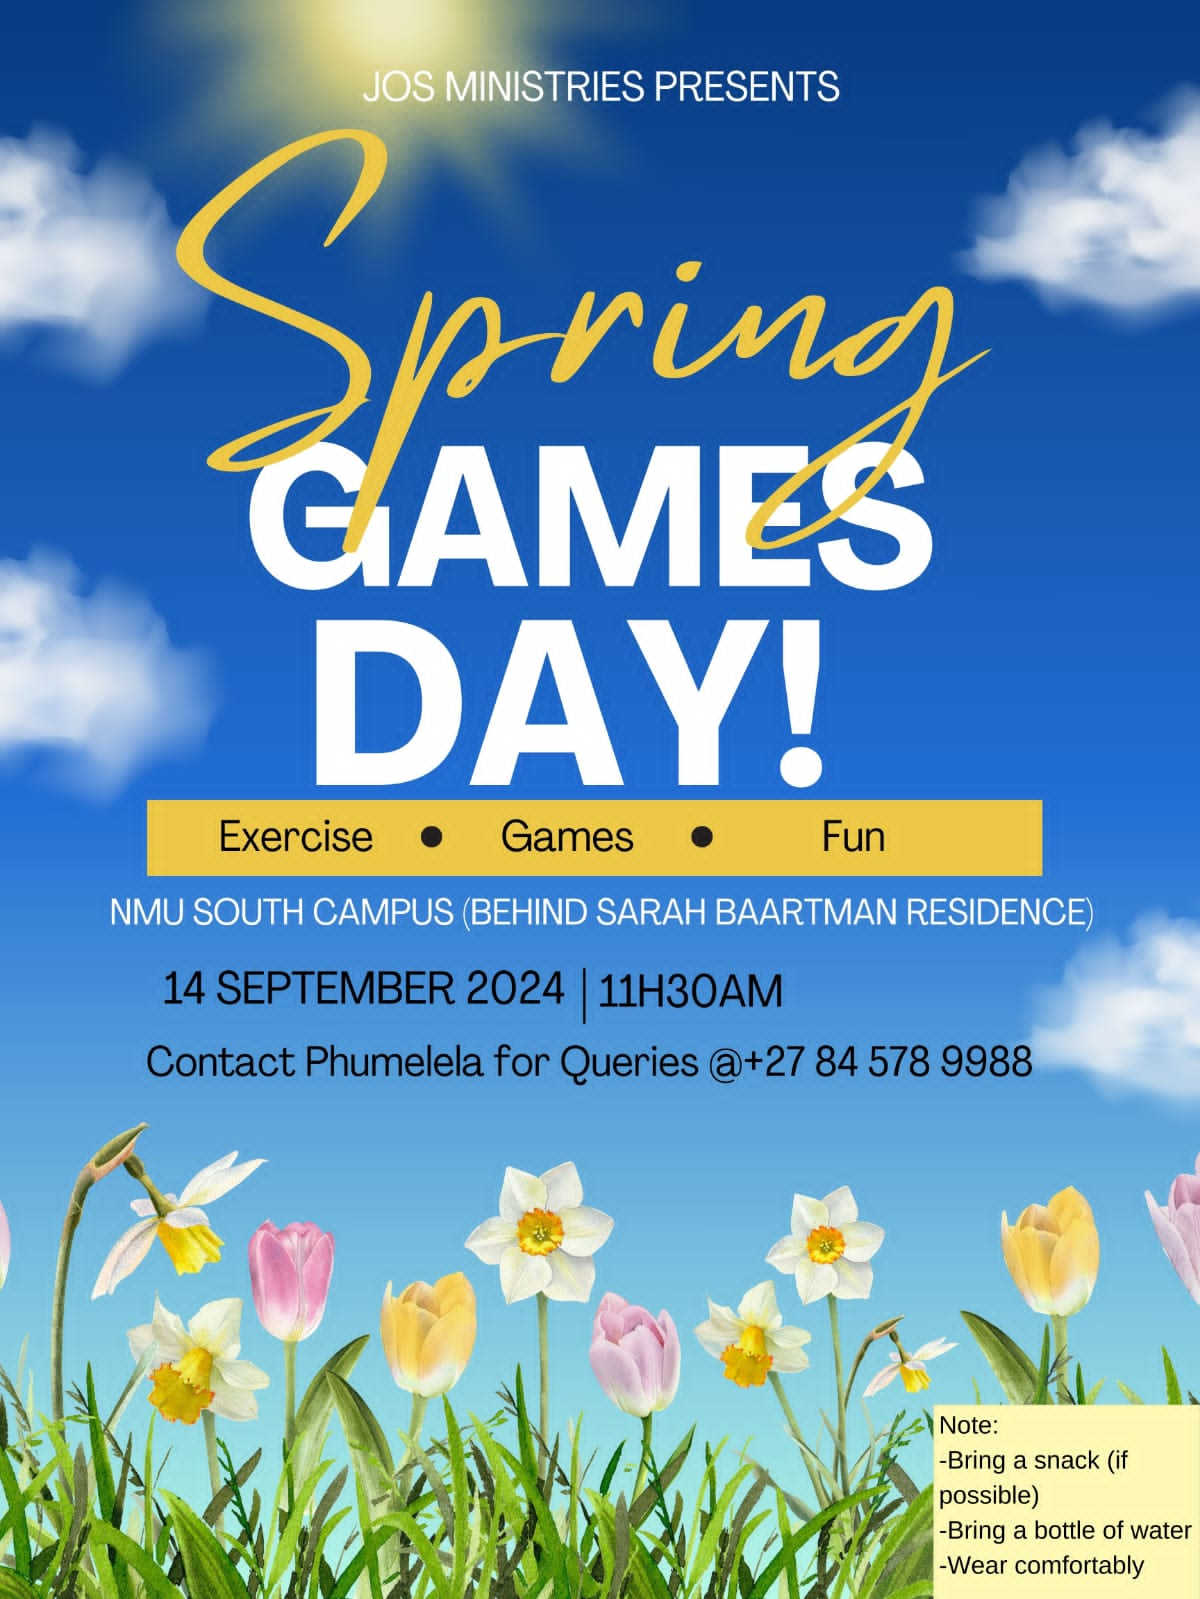 JOS MINISTRIES PRESENTS
Spring
GAMES
DAY!
Exercise • Games • Fun
NMU SOUTH CAMPUS (BEHIND SARAH BAARTMAN RESIDENCE)
14 SEPTEMBER 2024 | 11H30AM
Contact Phumelela for Queries @+27 84 578 9988
Note:
-Bring a snack (if
possible)
-Bring a bottle of water
-Wear comfortably